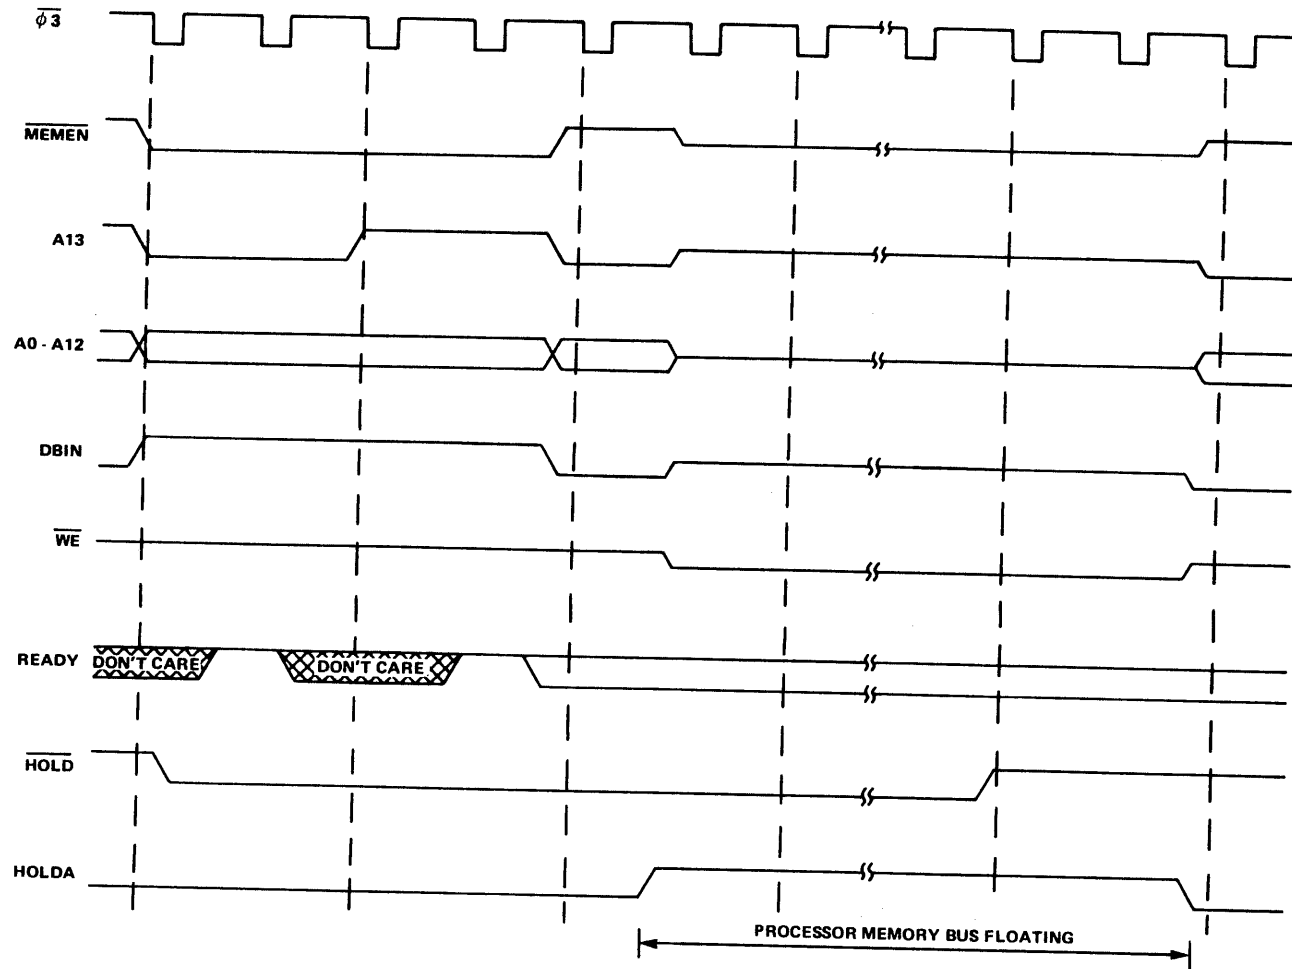 φ3
MEMEN
A13
A0 - A12
DBIN
WE
READY DON'T CARE DON'T CARE
HOLD
HOLDA
PROCESSOR MEMORY BUS FLOATING